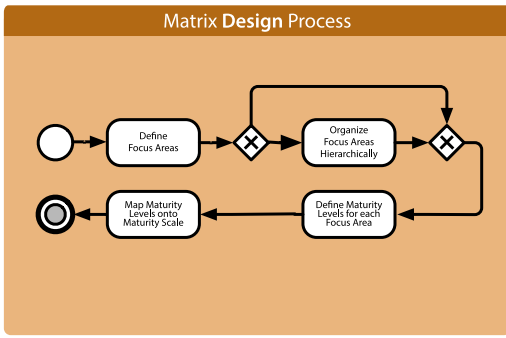 Matrix Design Process
Define
Focus Areas
Organize
Focus Areas
Hierarchically
Map Maturity
Levels onto
Maturity Scale
Define Maturity
Levels for each
Focus Area